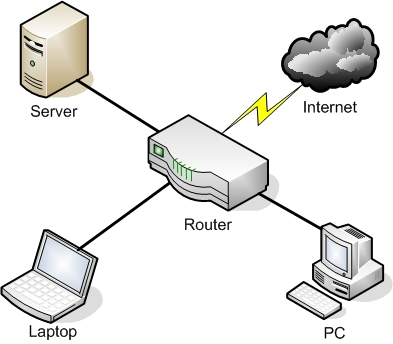 Server
Internet
Router
Laptop
PC